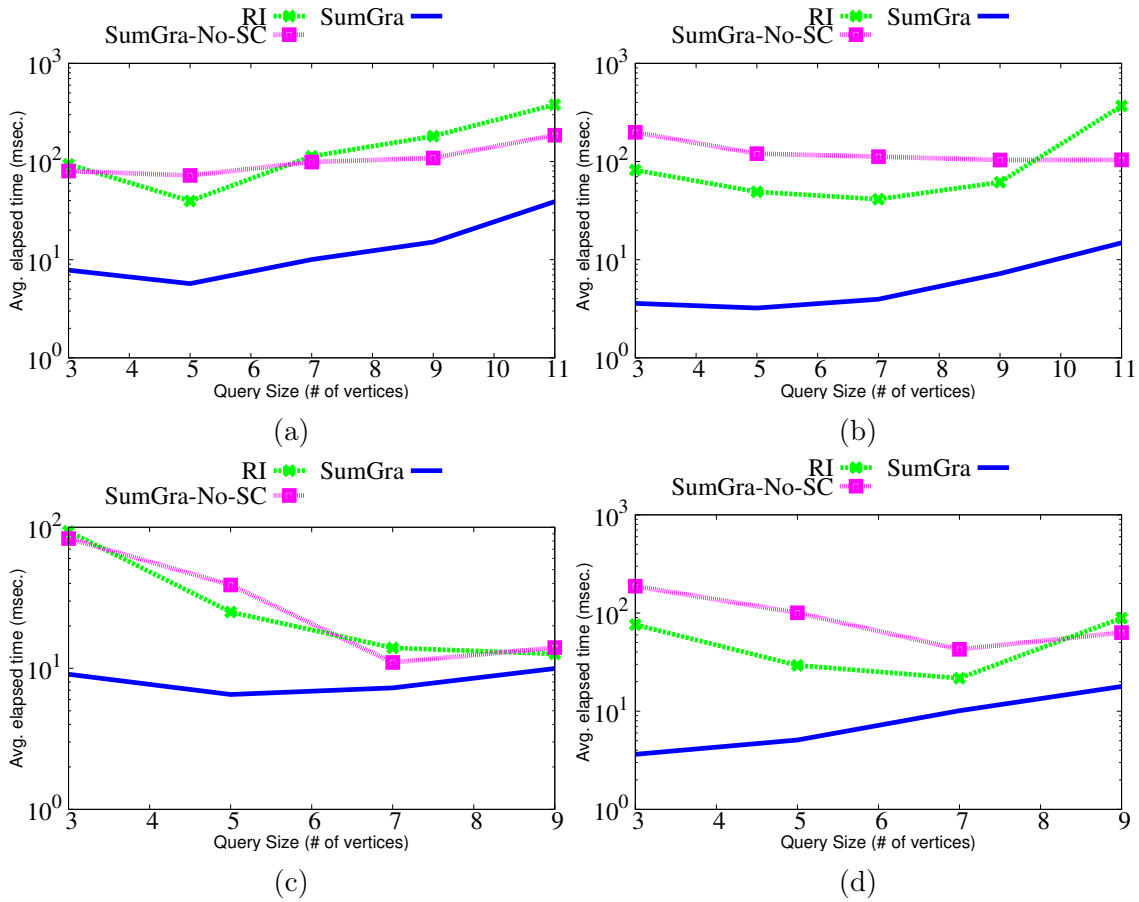 RI SumGra
SumGra-No-SC
10^3
10^2
10^1
10^0
Avg. elapsed time (msec.)
3 4 5 6 7 8 9 10 11
Query Size (# of vertices)
(a)
RI SumGra
SumGra-No-SC
10^3
10^2
10^1
10^0
Avg. elapsed time (msec.)
3 4 5 6 7 8 9 10 11
Query Size (# of vertices)
(b)
RI SumGra
SumGra-No-SC
10^2
10^1
10^0
Avg. elapsed time (msec.)
3 4 5 6 7 8 9
Query Size (# of vertices)
(c)
RI SumGra
SumGra-No-SC
10^3
10^2
10^1
10^0
Avg. elapsed time (msec.)
3 4 5 6 7 8 9
Query Size (# of vertices)
(d)